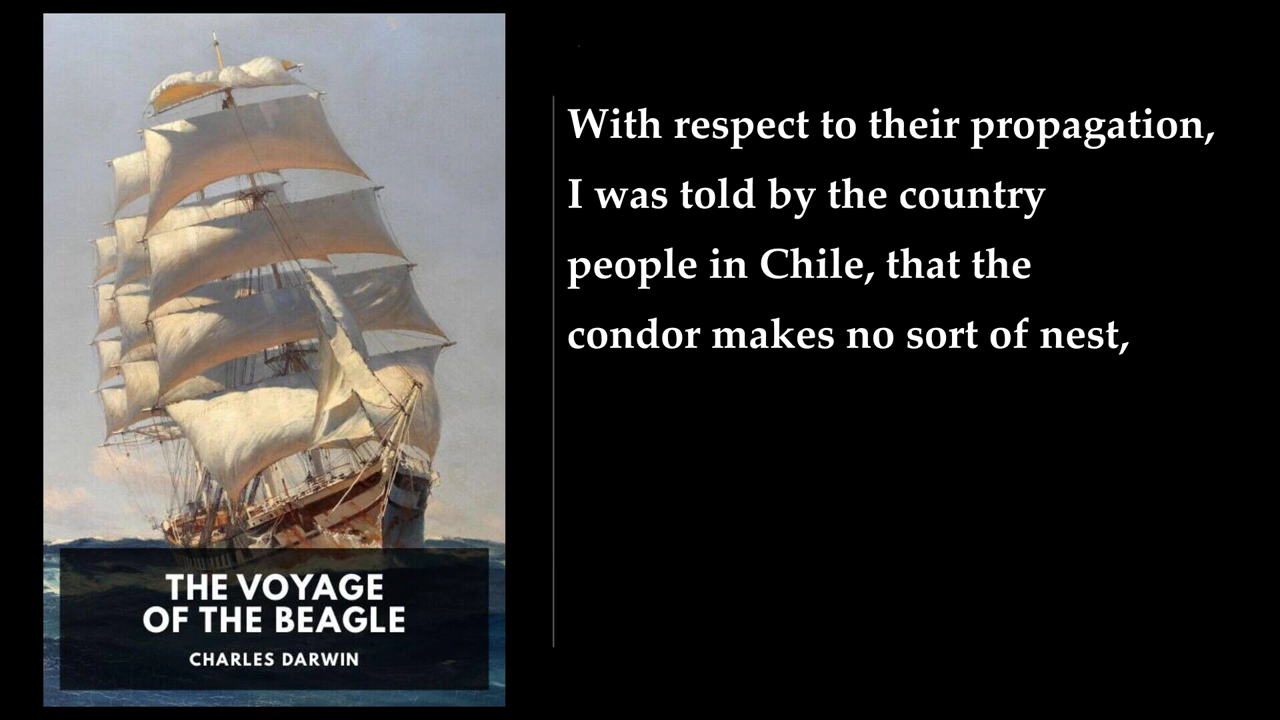 With respect to their propagation,
I was told by the country
people in Chile, that the
condor makes no sort of nest,
THE VOYAGE
OF THE BEAGLE
CHARLES DARWIN